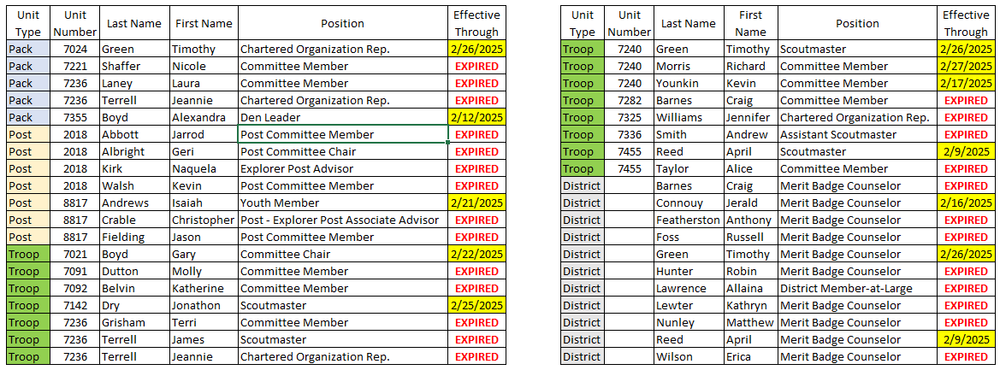 Unit Type Unit Number Last Name First Name Position Effective Through
Pack 7024 Green Timothy Chartered Organization Rep. 2/26/2025
Pack 7221 Shaffer Nicole Committee Member EXPIRED
Pack 7236 Laney Laura Committee Member EXPIRED
Pack 7236 Terrell Jeannie Chartered Organization Rep. EXPIRED
Pack 7355 Boyd Alexandra Den Leader 2/12/2025
Post 2018 Abbott Jarrod Post Committee Member EXPIRED
Post 2018 Albright Geri Post Committee Chair EXPIRED
Post 2018 Kirk Naquela Explorer Post Advisor EXPIRED
Post 2018 Walsh Kevin Post Committee Member EXPIRED
Post 8817 Andrews Isaiah Youth Member 2/21/2025
Post 8817 Crable Christopher Post - Explorer Post Associate Advisor EXPIRED
Post 8817 Fielding Jason Post Committee Member EXPIRED
Troop 7021 Boyd Gary Committee Chair 2/22/2025
Troop 7091 Dutton Molly Committee Member EXPIRED
Troop 7092 Belvin Katherine Committee Member EXPIRED
Troop 7142 Dry Jonathon Scoutmaster 2/25/2025
Troop 7236 Grisham Terri Committee Member EXPIRED
Troop 7236 Terrell James Scoutmaster EXPIRED
Troop 7236 Terrell Jeannie Chartered Organization Rep. EXPIRED
Unit Type Unit Number Last Name First Name Position Effective Through
Troop 7240 Green Timothy Scoutmaster 2/26/2025
Troop 7240 Morris Richard Committee Member 2/27/2025
Troop 7240 Younkin Kevin Committee Member 2/17/2025
Troop 7282 Barnes Craig Committee Member EXPIRED
Troop 7325 Williams Jennifer Chartered Organization Rep. EXPIRED
Troop 7336 Smith Andrew Assistant Scoutmaster EXPIRED
Troop 7455 Reed April Scoutmaster 2/9/2025
Troop 7455 Taylor Alice Committee Member EXPIRED
District Barnes Craig Merit Badge Counselor EXPIRED
District Connouy Jerald Merit Badge Counselor 2/16/2025
District Featherston Anthony Merit Badge Counselor EXPIRED
District Foss Russell Merit Badge Counselor EXPIRED
District Green Timothy Merit Badge Counselor 2/26/2025
District Hunter Robin Merit Badge Counselor EXPIRED
District Lawrence Allaina District Member-at-Large EXPIRED
District Lewter Kathryn Merit Badge Counselor EXPIRED
District Nunley Matthew Merit Badge Counselor EXPIRED
District Reed April Merit Badge Counselor 2/9/2025
District Wilson Erica Merit Badge Counselor EXPIRED